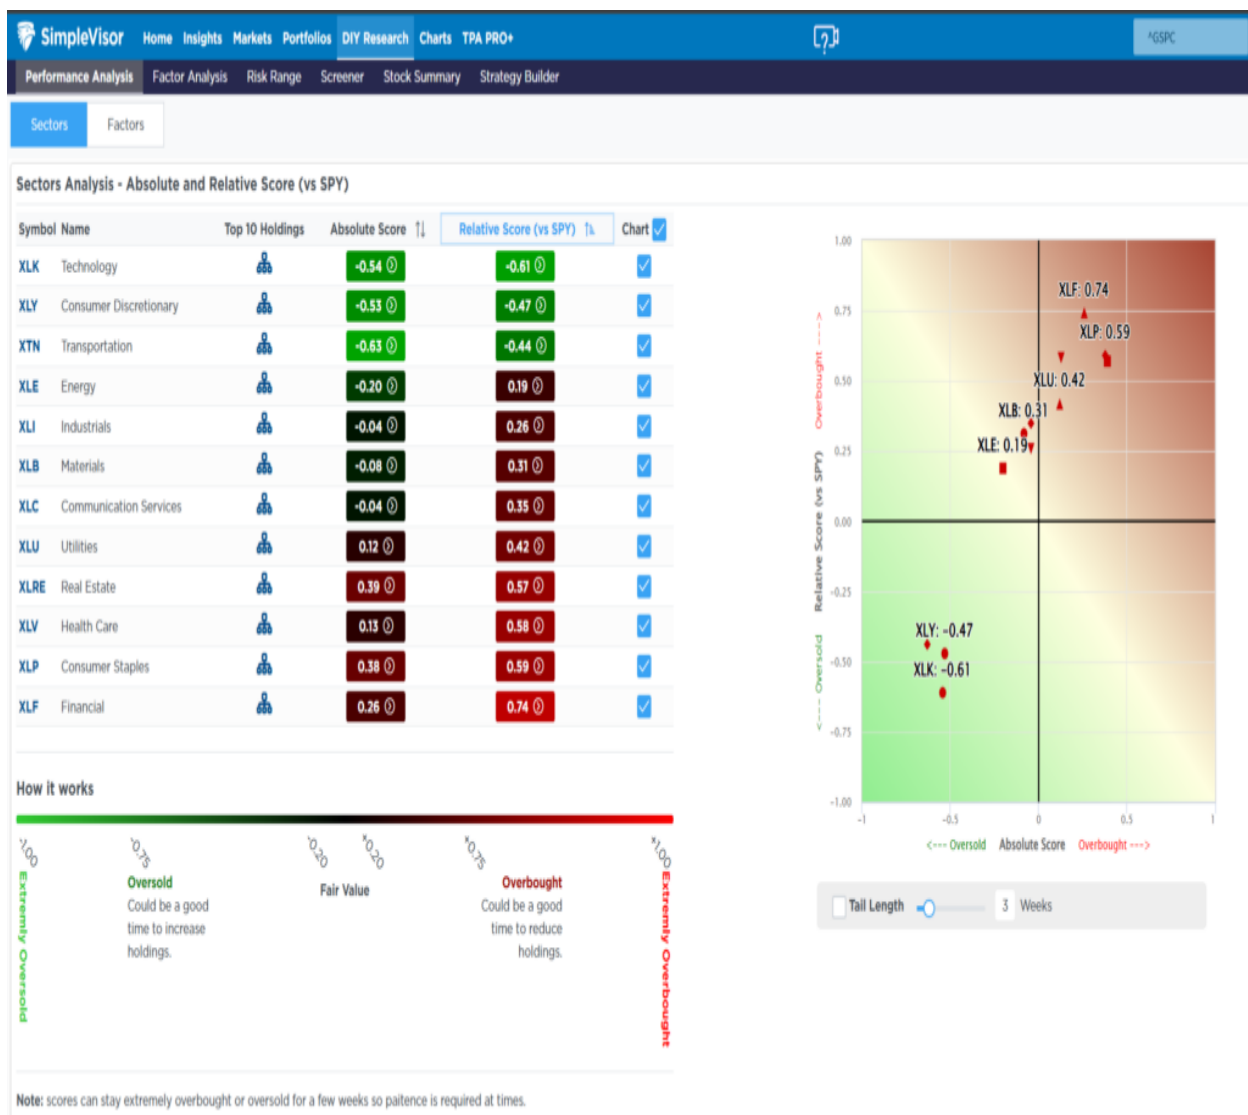 SimpleVisor Home Insights Markets Portfolios DIY Research Charts TPA PRO+ ? ^GSPC
Performance Analysis Factor Analysis Risk Range Screener Stock Summary Strategy Builder
Sectors Factors
Sectors Analysis - Absolute and Relative Score (vs SPY)
Symbol Name Top 10 Holdings Absolute Score Relative Score (vs SPY) Chart
XLK Technology -0.54 -0.61
XLY Consumer Discretionary -0.53 -0.47
XTN Transportation -0.63 -0.44
XLE Energy -0.20 0.19
XLI Industrials -0.04 0.26
XLB Materials -0.08 0.31
XLC Communication Services -0.04 0.35
XLU Utilities 0.12 0.42
XLRE Real Estate 0.39 0.57
XLV Health Care 0.13 0.58
XLP Consumer Staples 0.38 0.59
XLF Financial 0.26 0.74
How it works
-1.00 -0.75 -0.20 +0.20 +0.75 +1.00
Extremly Oversold
Oversold
Could be a good
time to increase
holdings.
Fair Value
Overbought
Could be a good
time to reduce
holdings.
Extremly Overbought
Note: scores can stay extremely overbought or oversold for a few weeks so paitence is required at times.
<--- Oversold Relative Score (vs SPY) Overbought --->
1.00
0.75
0.50
0.25
0.00
-0.25
-0.50
-0.75
-1.00
XLF: 0.74
XLP: 0.59
XLU: 0.42
XLB: 0.31
XLE: 0.19
XLY: -0.47
XLK: -0.61
-1 -0.5 0 0.5 1
<--- Oversold Absolute Score Overbought --->
Tail Length 3 Weeks